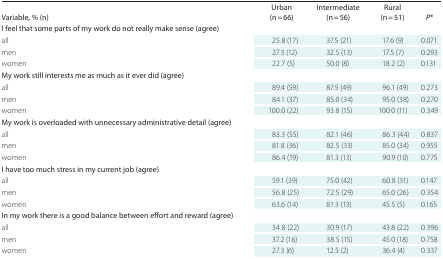 Urban Intermediate Rural
Variable, % (n) (n = 66) (n = 56) (n = 51) P*
I feel that some parts of my work do not really make sense (agree)
all 25.8 (17) 37.5 (21) 17.6 (9) 0.071
men 27.3 (12) 32.5 (13) 17.5 (7) 0.293
women 22.7 (5) 50.0 (8) 18.2 (2) 0.131
My work still interests me as much as it ever did (agree)
all 89.4 (59) 87.5 (49) 96.1 (49) 0.273
men 84.1 (37) 85.0 (34) 95.0 (38) 0.270
women 100.0 (22) 93.8 (15) 100.0 (11) 0.349
My work is overloaded with unnecessary administrative detail (agree)
all 83.3 (55) 82.1 (46) 86.3 (44) 0.837
men 81.8 (36) 82.5 (33) 85.0 (34) 0.955
women 86.4 (19) 81.3 (13) 90.9 (10) 0.775
I have too much stress in my current job (agree)
all 59.1 (39) 75.0 (42) 60.8 (31) 0.147
men 56.8 (25) 72.5 (29) 65.0 (26) 0.354
women 63.6 (14) 81.3 (13) 45.5 (5) 0.165
In my work there is a good balance between effort and reward (agree)
all 34.8 (22) 30.9 (17) 43.8 (22) 0.396
men 37.2 (16) 38.5 (15) 45.0 (18) 0.758
women 27.3 (6) 12.5 (2) 36.4 (4) 0.337